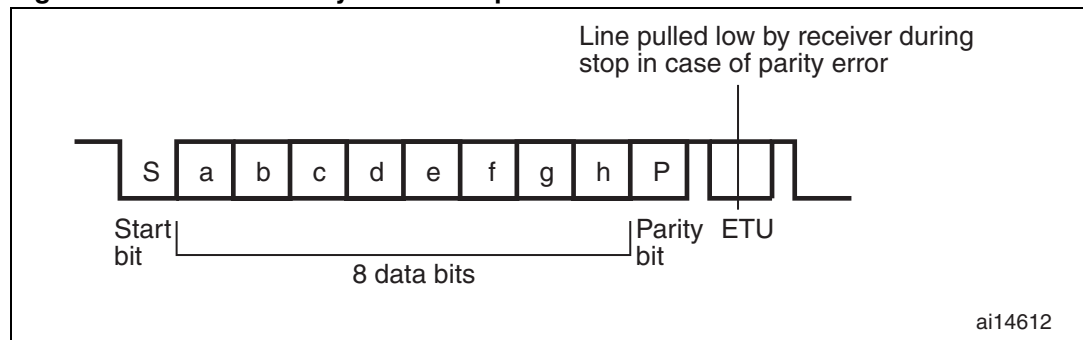 Line pulled low by receiver during
stop in case of parity error
S a b c d e f g h P
Start bit
Parity bit
ETU
8 data bits
ai14612